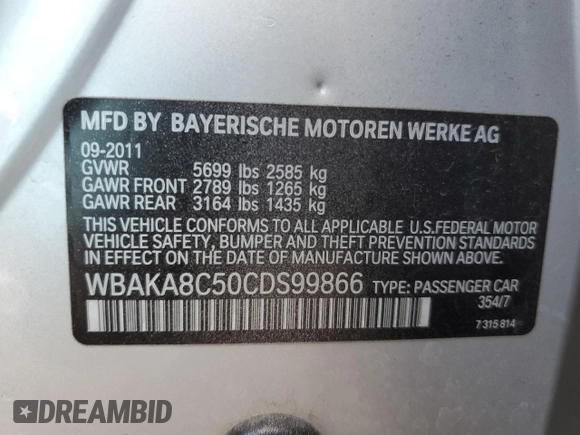 MFD BY BAYERISCHE MOTOREN WERKE AG
09-2011
GVWR 5699 lbs 2585 kg
GAWR FRONT 2789 lbs 1265 kg
GAWR REAR 3164 lbs 1435 kg
THIS VEHICLE CONFORMS TO ALL APPLICABLE U.S.FEDERAL MOTOR
VEHICLE SAFETY, BUMPER AND THEFT PREVENTION STANDARDS
IN EFFECT ON THE DATE OF MANUFACTURE SHOWN ABOVE.
WBAKA8C50CDS99866 TYPE: PASSENGER CAR
354/7
7 315 814
DREAMBID